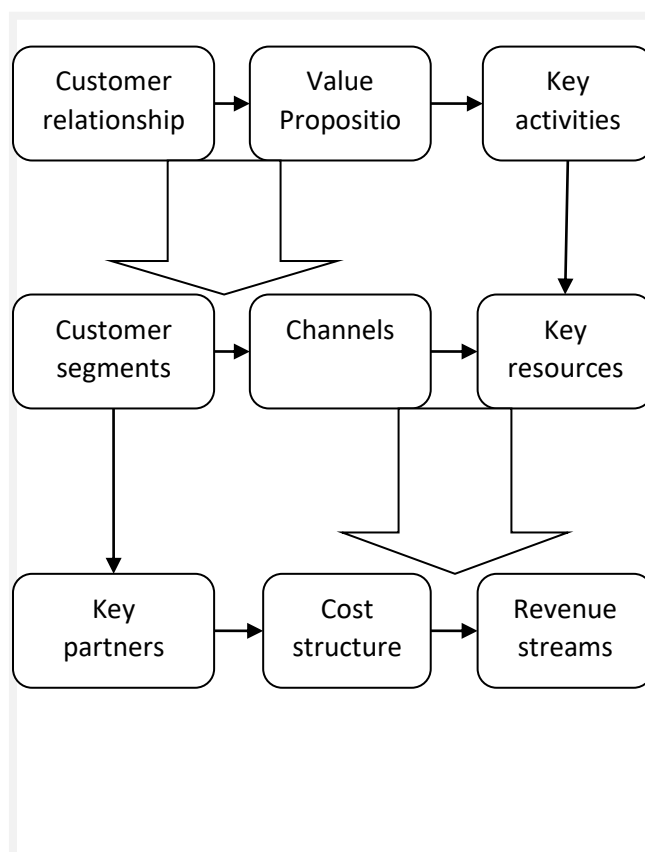 Customer
relationship
Value
Propositio
Key
activities
Customer
segments
Channels
Key
resources
Key
partners
Cost
structure
Revenue
streams